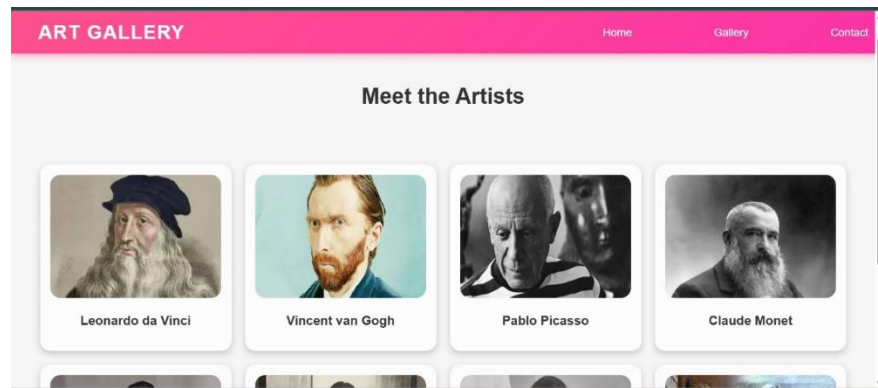 ART GALLERY Home Gallery Contact
Meet the Artists
Leonardo da Vinci Vincent van Gogh Pablo Picasso Claude Monet